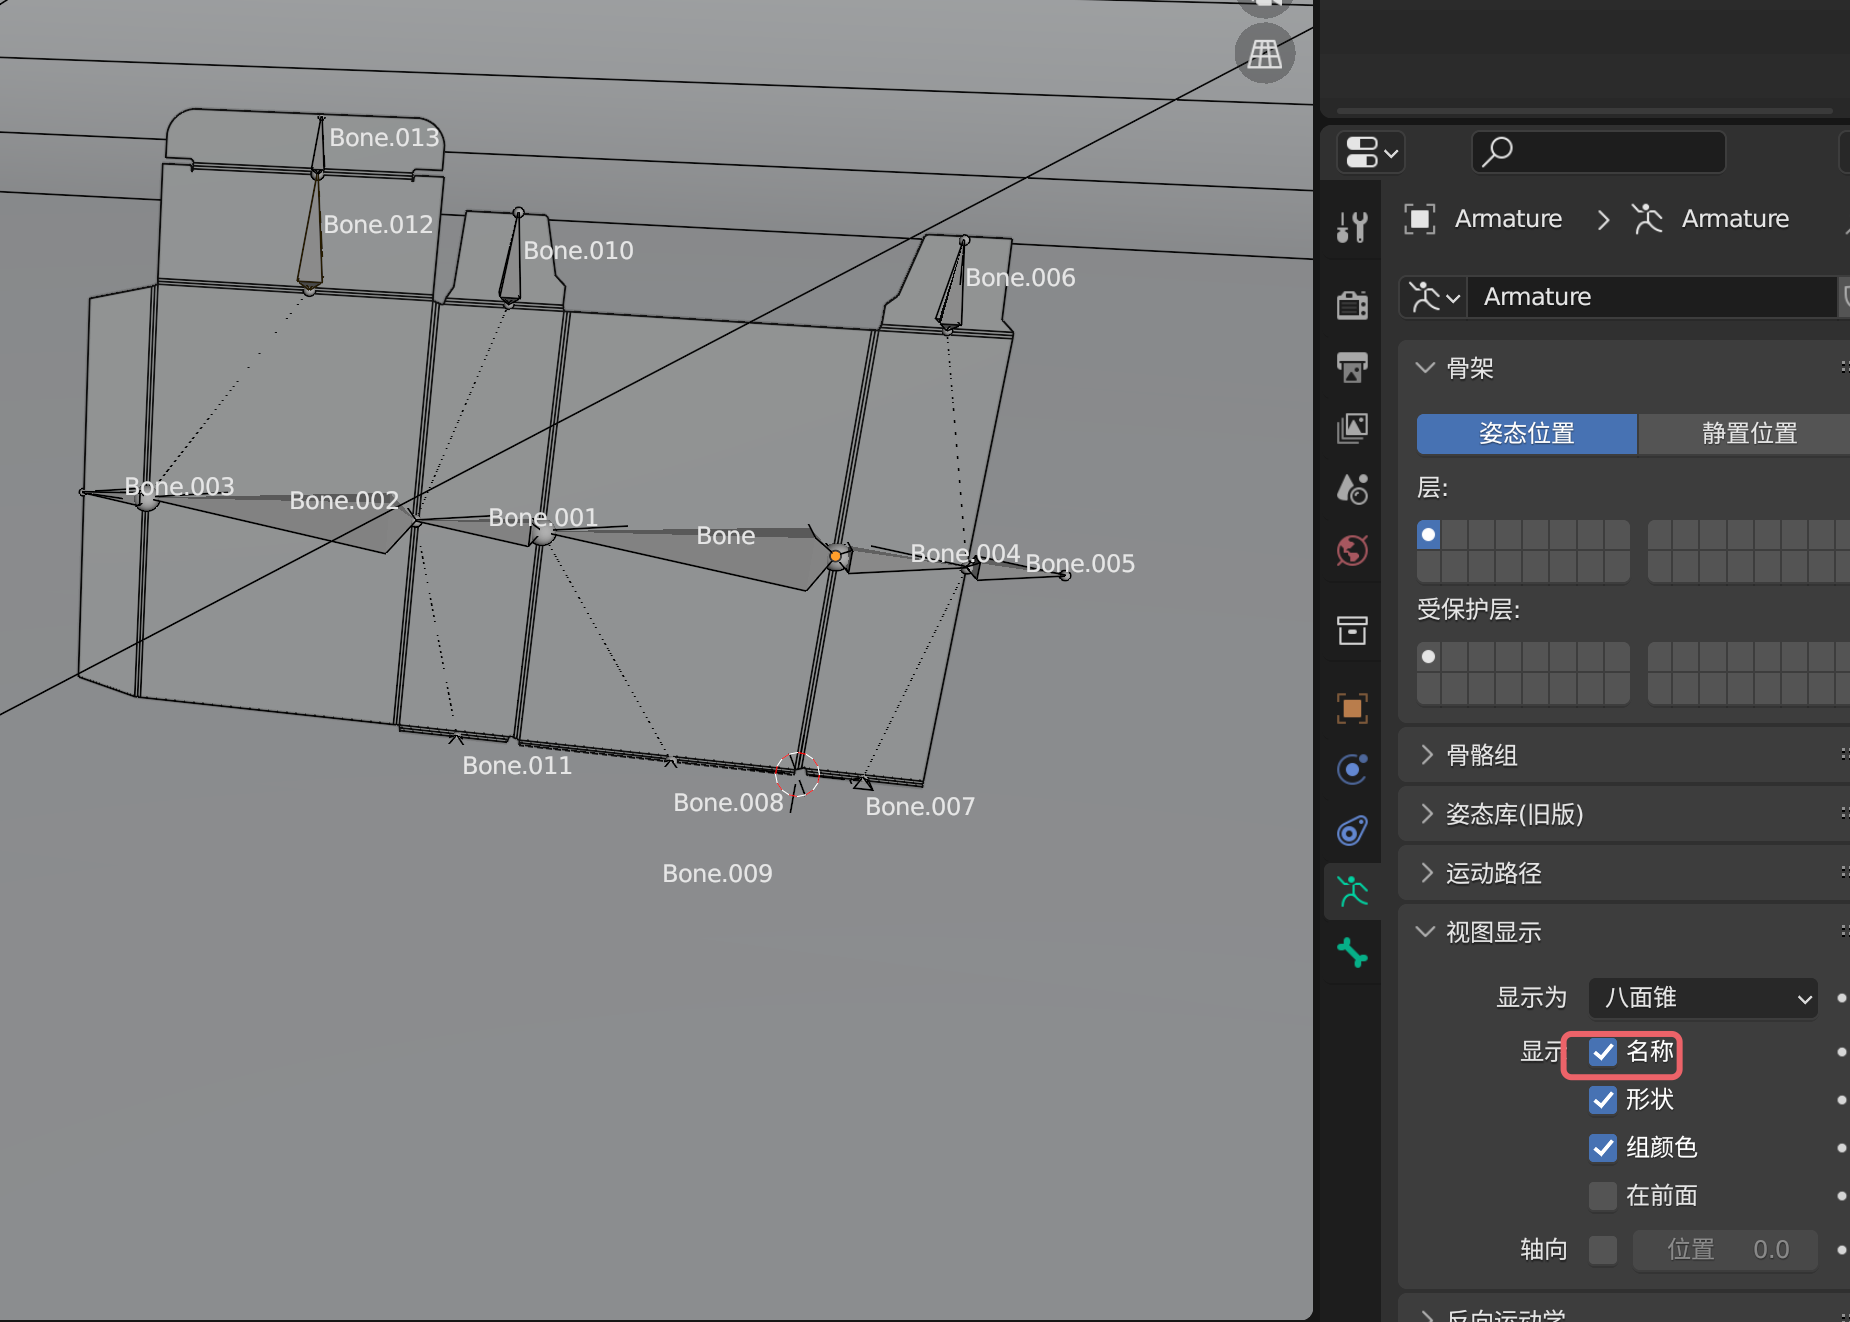 Bone.013
Bone.012
Bone.010
Bone.006
Bone.003
Bone.002
Bone.001
Bone
Bone.004
Bone.005
Bone.011
Bone.008
Bone.007
Bone.009
Armature > Armature
Armature
骨架
姿态位置 静置位置
层:
受保护层:
骨骼组
姿态库(旧版)
运动路径
视图显示
显示为 八面锥
显示 名称
形状
组颜色
在前面
轴向 位置 0.0
反向运动学